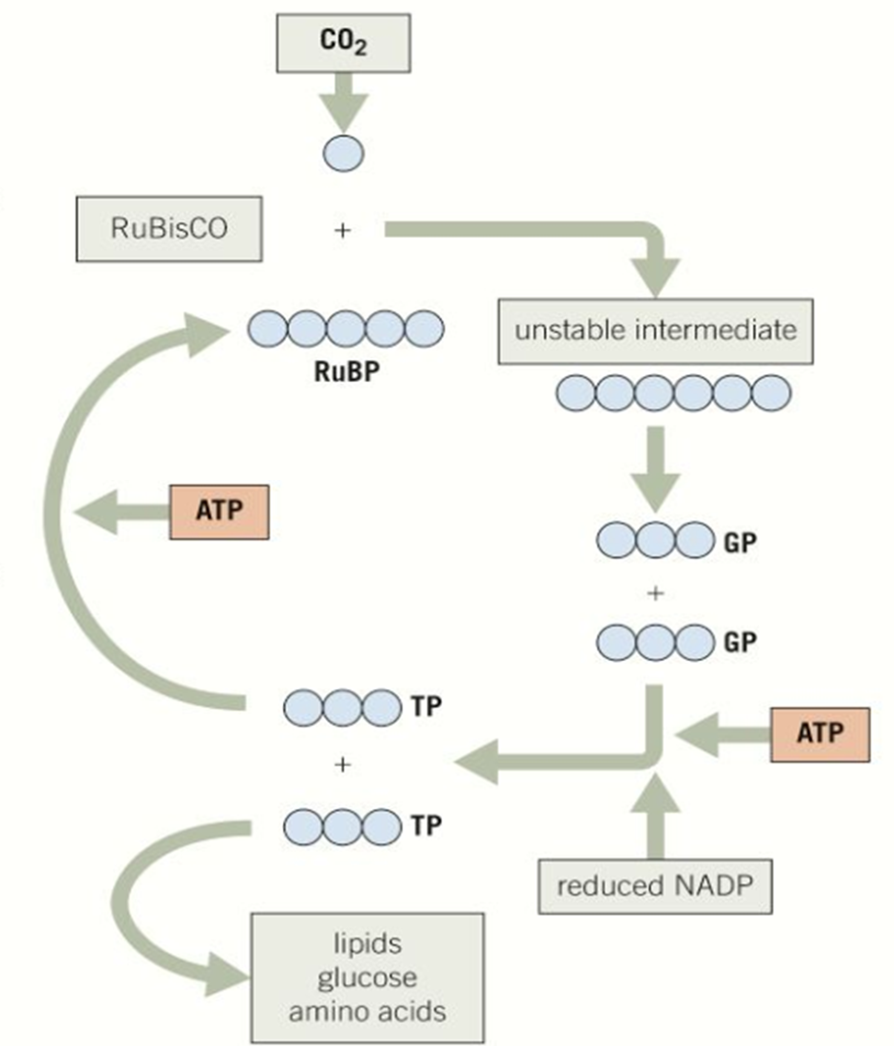 CO₂
RuBisCO
+
unstable intermediate
RuBP
ATP
GP
+
GP
TP
ATP
+
TP
reduced NADP
lipids
glucose
amino acids